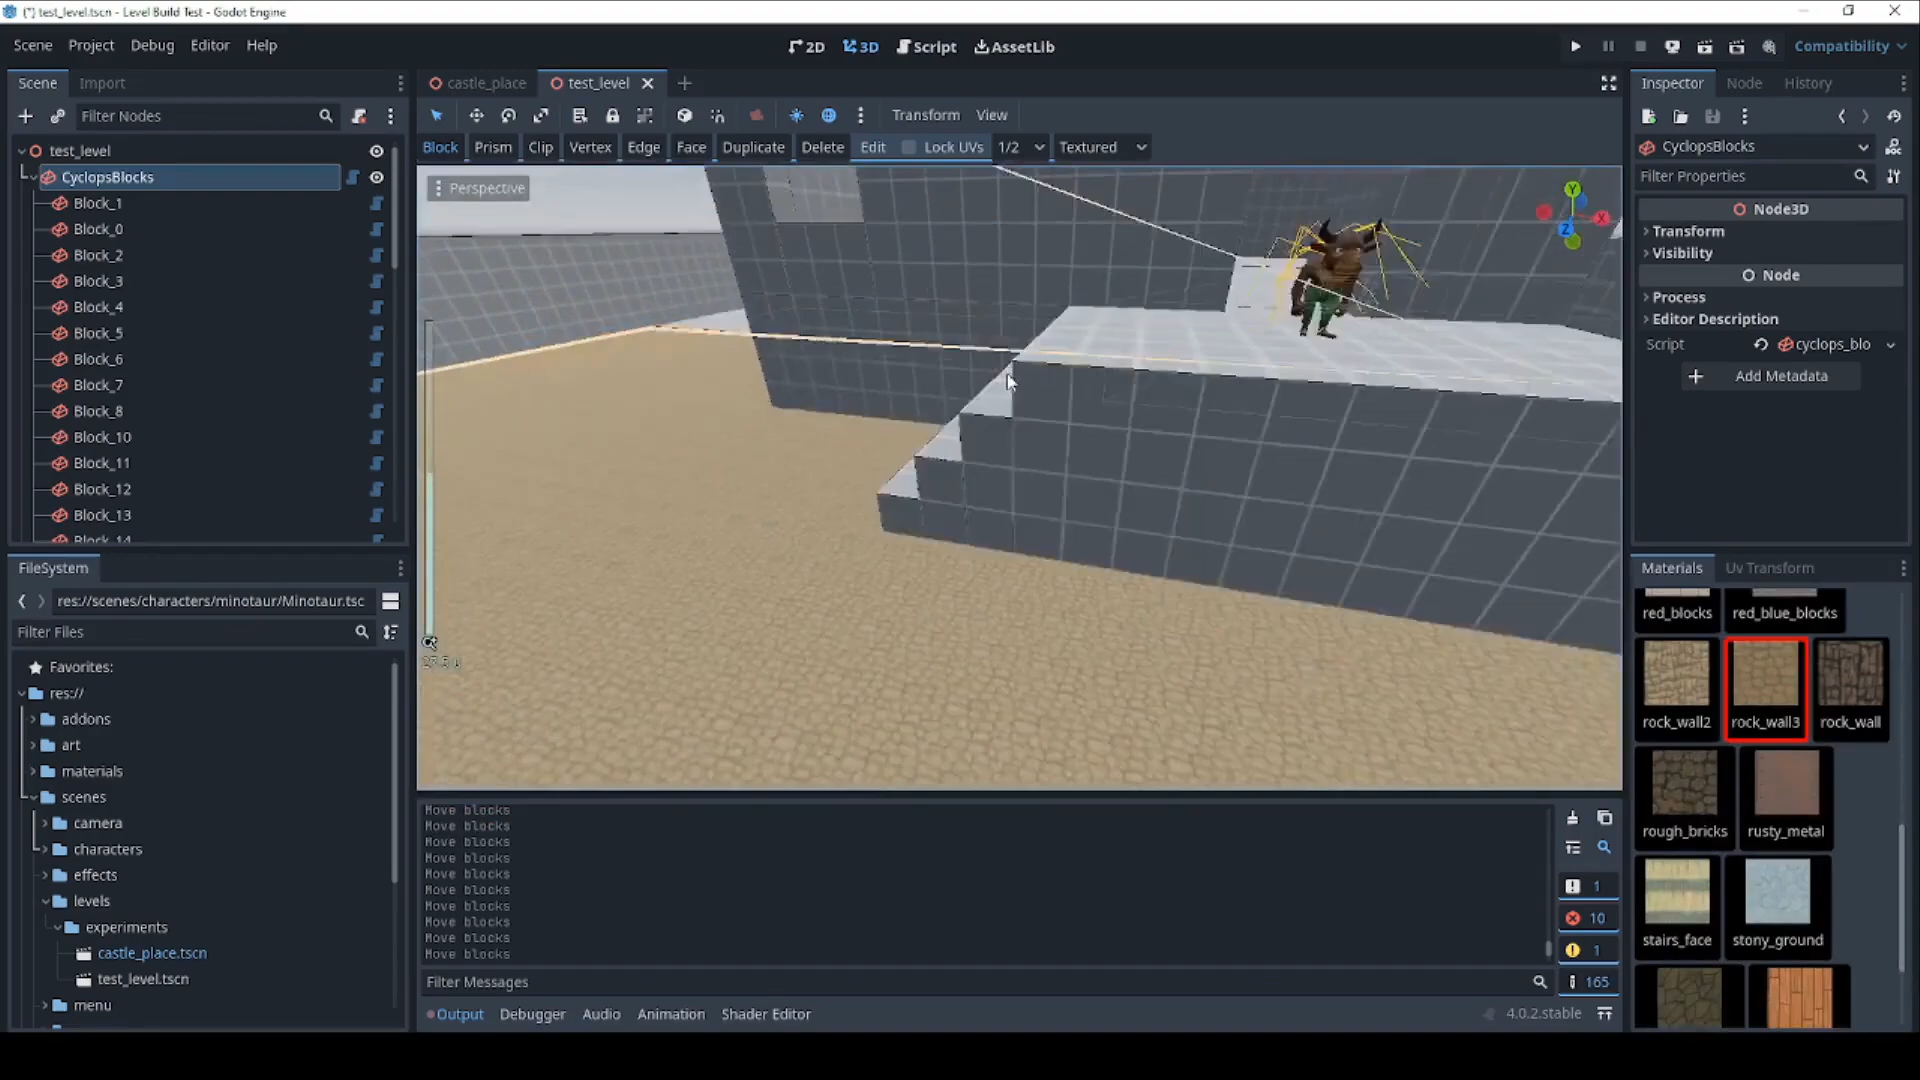 (*) test_level.tscn - Level Build Test - Godot Engine
Scene Project Debug Editor Help
2D 3D Script AssetLib
Compatibility
Scene Import
castle_place test_level
Inspector Node History
Filter Nodes
Transform View
Block Prism Clip Vertex Edge Face Duplicate Delete Edit Lock UVs 1/2 Textured
test_level
CyclopsBlocks
Block_1
Block_0
Block_2
Block_3
Block_4
Block_5
Block_6
Block_7
Block_8
Block_10
Block_11
Block_12
Block_13
Block_14
Perspective
Y
X
Z
CyclopsBlocks
Filter Properties
Node3D
Transform
Visibility
Node
Process
Editor Description
Script cyclops_blo
Add Metadata
FileSystem
res://scenes/characters/minotaur/Minotaur.tsc
Filter Files
Favorites:
res://
addons
art
materials
scenes
camera
characters
effects
levels
experiments
castle_place.tscn
test_level.tscn
menu
Move blocks
Move blocks
Move blocks
Move blocks
Move blocks
Move blocks
Move blocks
Move blocks
Move blocks
Move blocks
1
10
1
Filter Messages
165
Output Debugger Audio Animation Shader Editor
4.0.2.stable
Materials Uv Transform
red_blocks red_blue_blocks
rock_wall2 rock_wall3 rock_wall
rough_bricks rusty_metal
stairs_face stony_ground